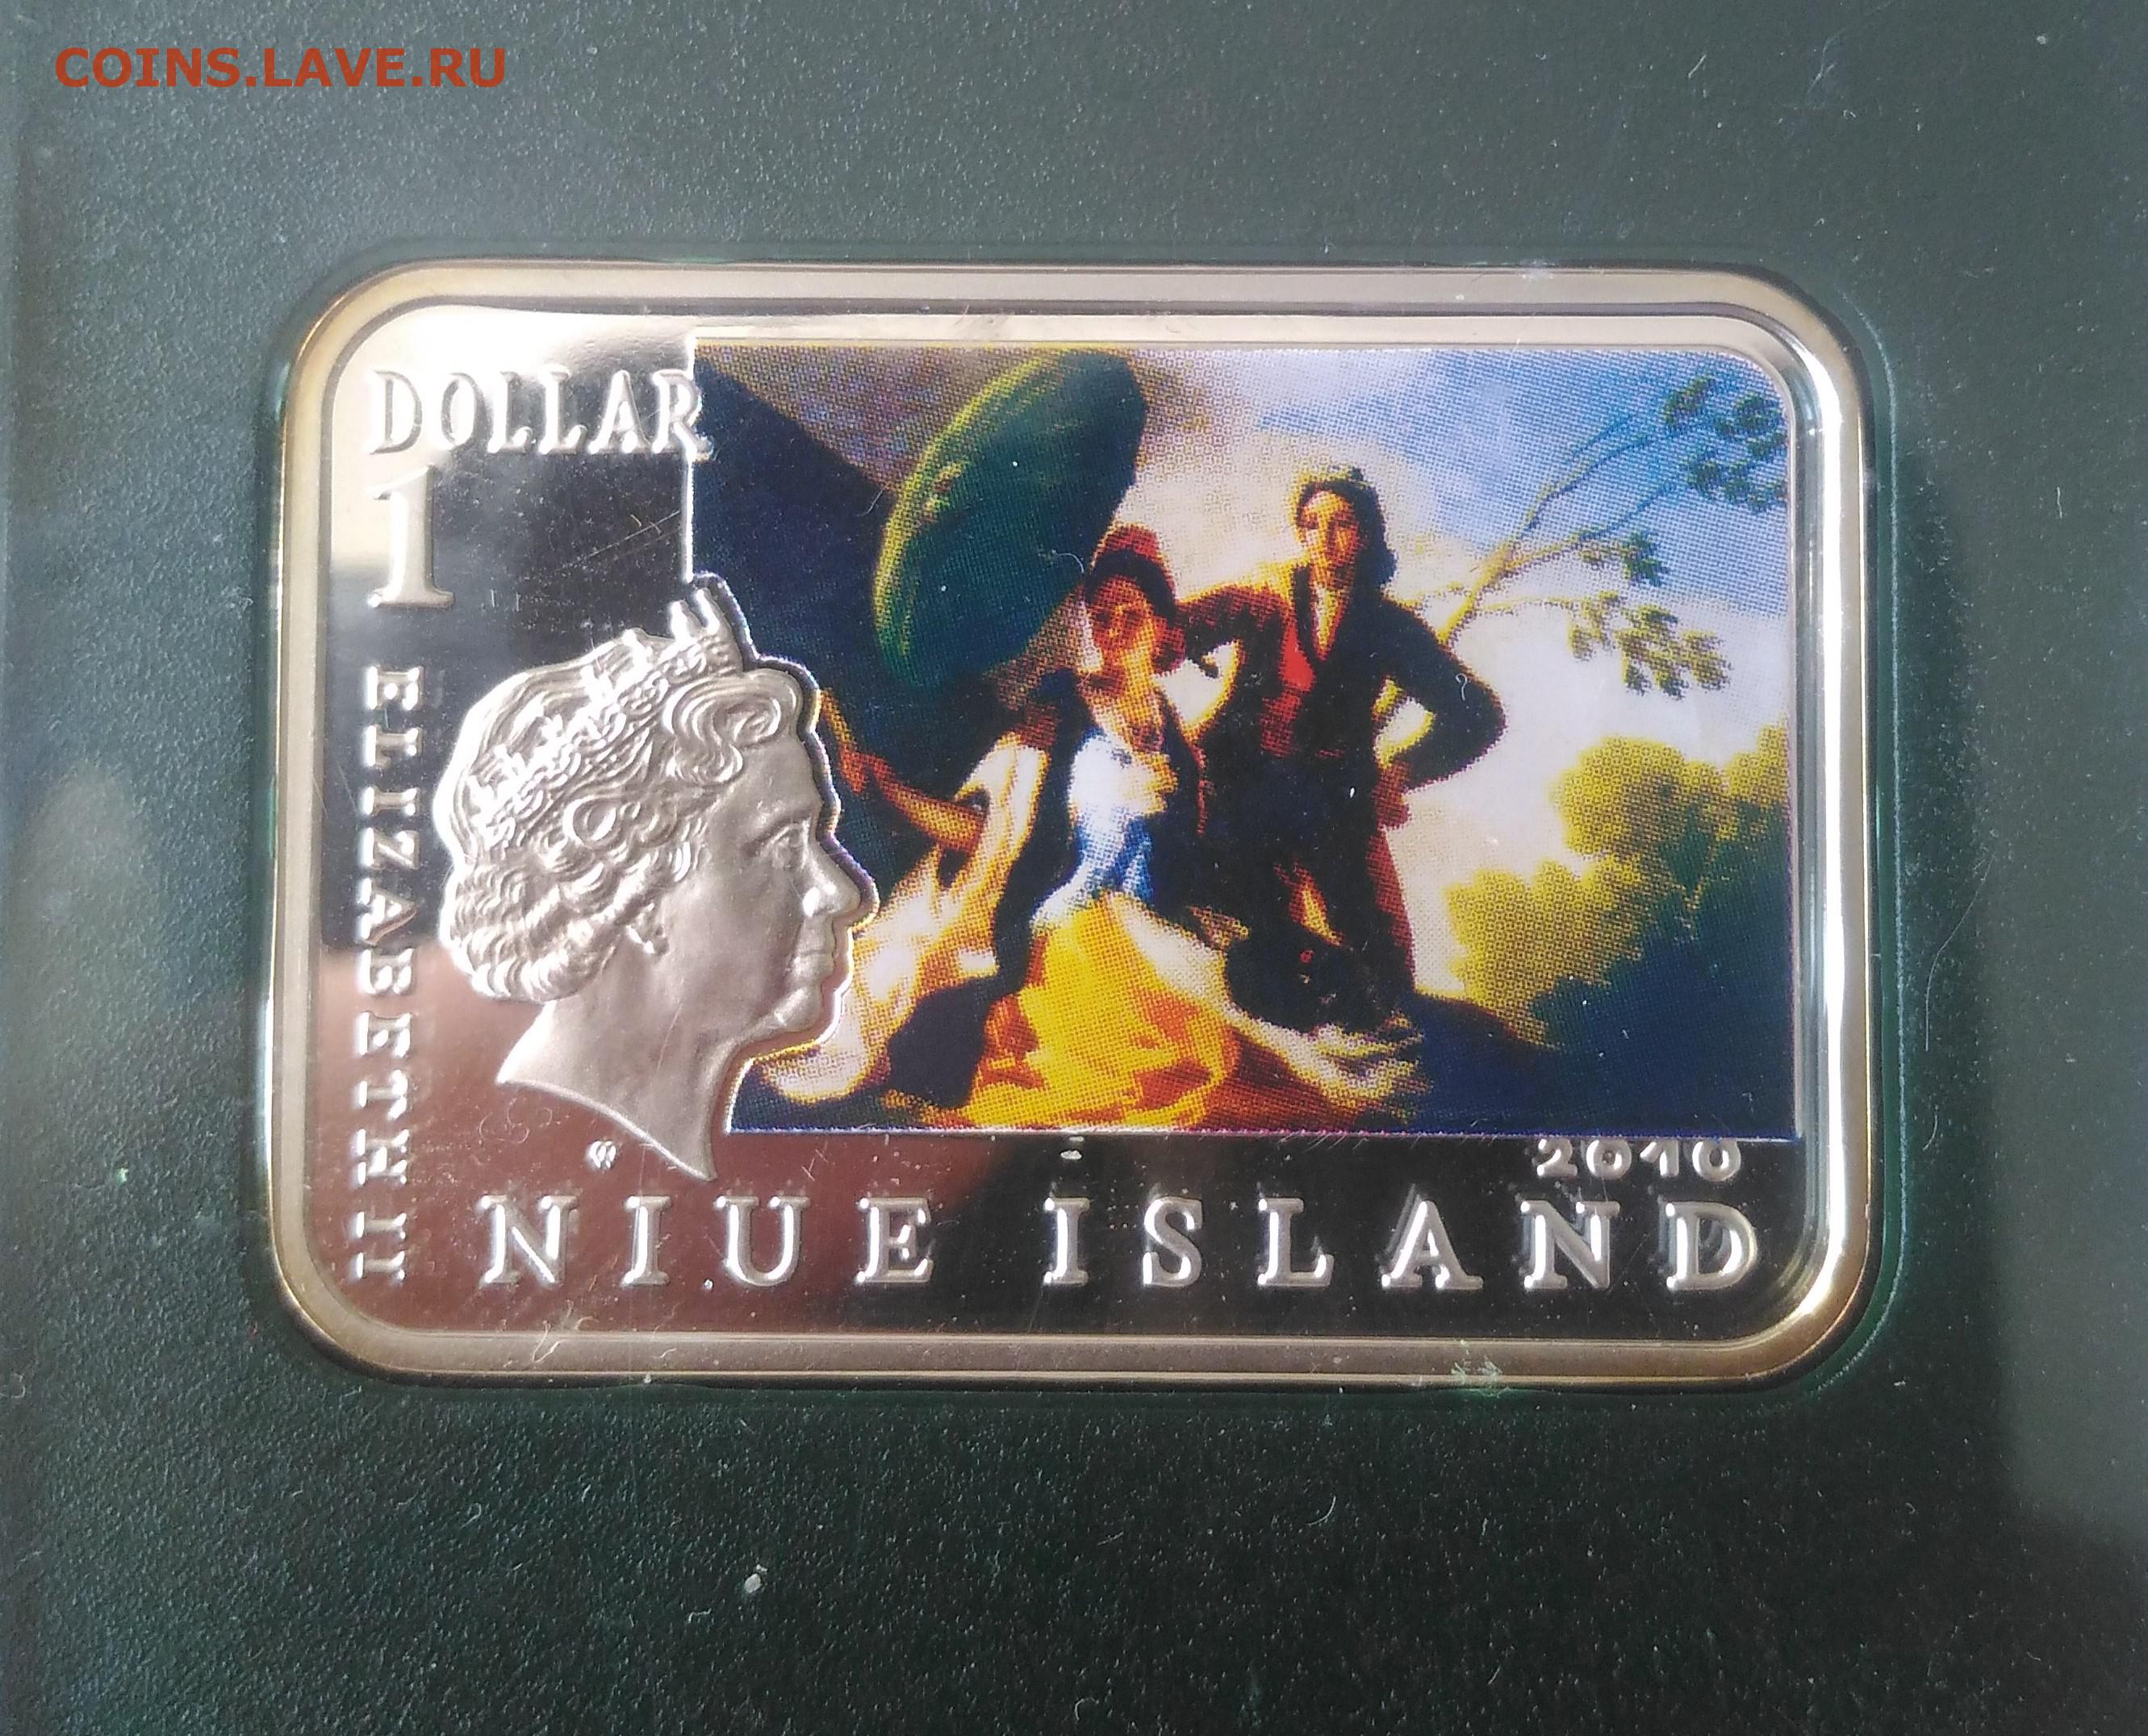 COINS.LAVE.RU
DOLLAR
1
ELIZABETH II
2010
NIUE ISLAND